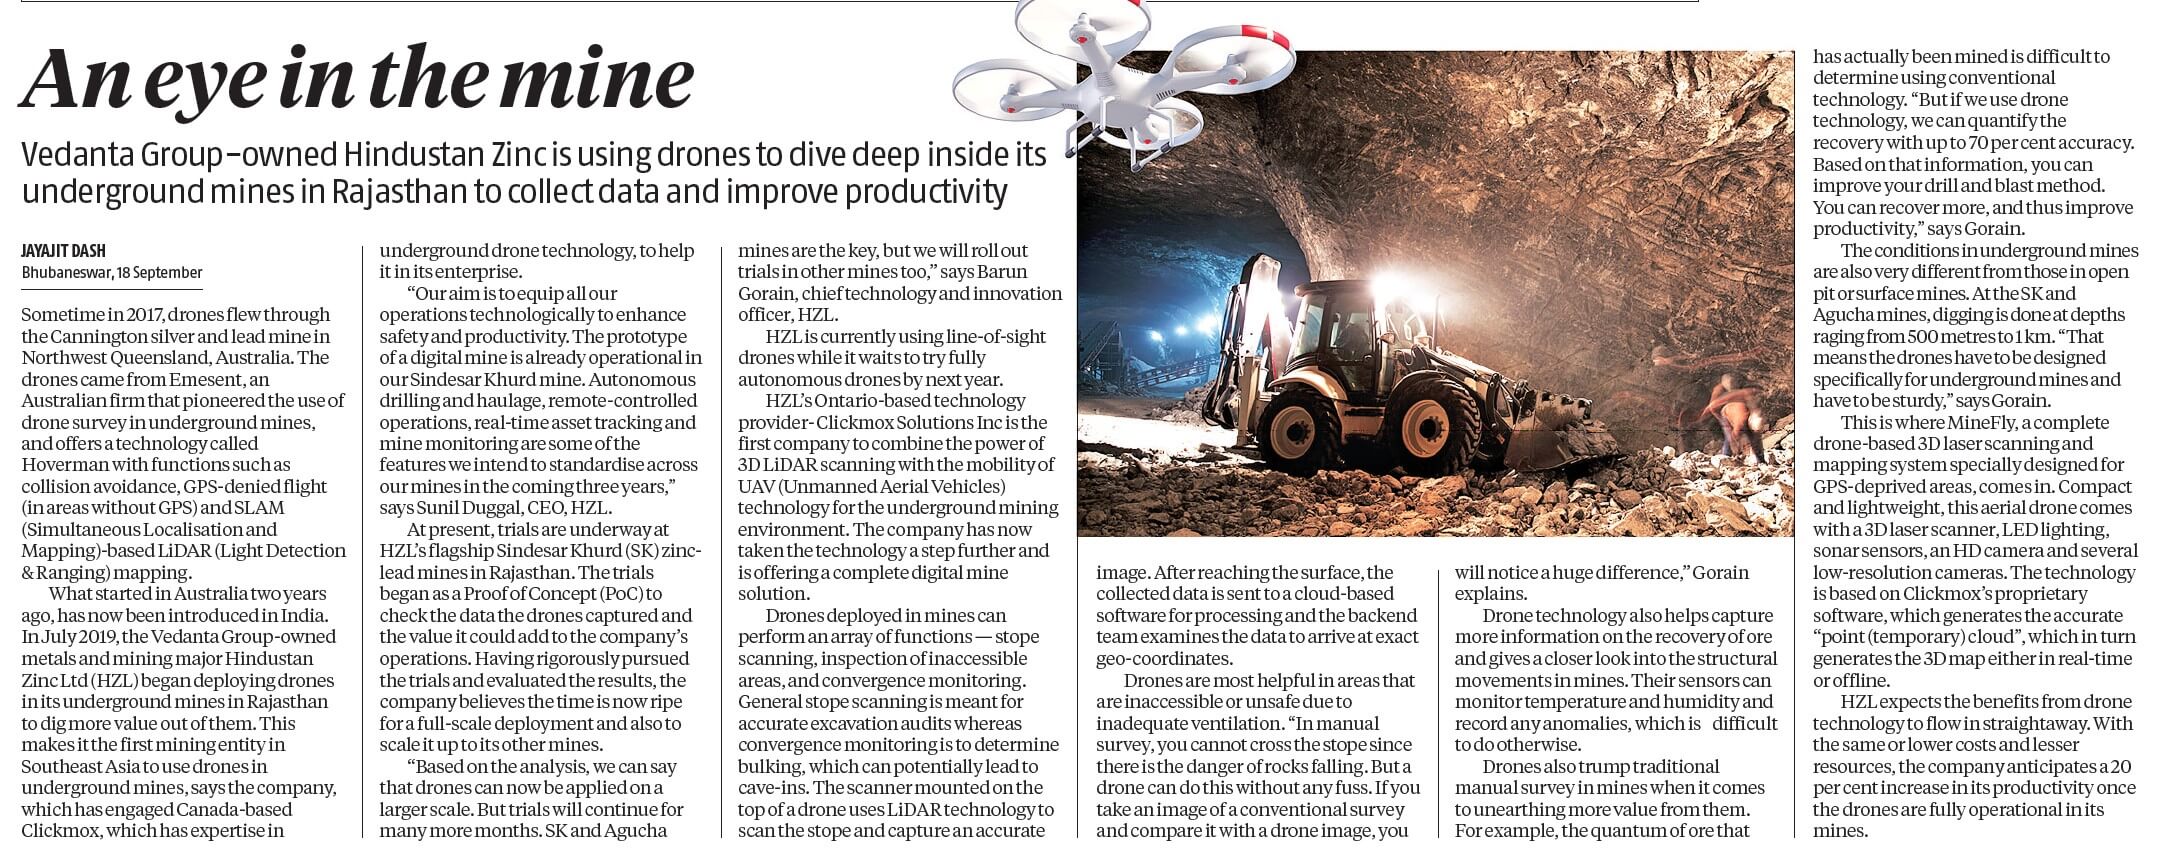 An eye in the mine
Vedanta Group-owned Hindustan Zinc is using drones to dive deep inside its
underground mines in Rajasthan to collect data and improve productivity
JAYAJIT DASH
Bhubaneswar, 18 September
Sometime in 2017, drones flew through
the Cannington silver and lead mine in
Northwest Queensland, Australia. The
drones came from Emesent, an
Australian firm that pioneered the use of
drone survey in underground mines,
and offers a technology called
Hoverman with functions such as
collision avoidance, GPS-denied flight
(in areas without GPS) and SLAM
(Simultaneous Localisation and
Mapping)-based LiDAR (Light Detection
& Ranging) mapping.
What started in Australia two years
ago, has now been introduced in India.
In July 2019, the Vedanta Group-owned
metals and mining major Hindustan
Zinc Ltd (HZL) began deploying drones
in its underground mines in Rajasthan
to dig more value out of them. This
makes it the first mining entity in
Southeast Asia to use drones in
underground mines, says the company,
which has engaged Canada-based
Clickmox, which has expertise in
underground drone technology, to help
it in its enterprise.
“Our aim is to equip all our
operations technologically to enhance
safety and productivity. The prototype
of a digital mine is already operational in
our Sindesar Khurd mine. Autonomous
drilling and haulage, remote-controlled
operations, real-time asset tracking and
mine monitoring are some of the
features we intend to standardise across
our mines in the coming three years,”
says Sunil Duggal, CEO, HZL.
At present, trials are underway at
HZL’s flagship Sindesar Khurd (SK) zinc-
lead mines in Rajasthan. The trials
began as a Proof of Concept (PoC) to
check the data the drones captured and
the value it could add to the company’s
operations. Having rigorously pursued
the trials and evaluated the results, the
company believes the time is now ripe
for a full-scale deployment and also to
scale it up to its other mines.
“Based on the analysis, we can say
that drones can now be applied on a
larger scale. But trials will continue for
many more months. SK and Agucha
mines are the key, but we will roll out
trials in other mines too,” says Barun
Gorain, chief technology and innovation
officer, HZL.
HZL is currently using line-of-sight
drones while it waits to try fully
autonomous drones by next year.
HZL’s Ontario-based technology
provider- Clickmox Solutions Inc is the
first company to combine the power of
3D LiDAR scanning with the mobility of
UAV (Unmanned Aerial Vehicles)
technology for the underground mining
environment. The company has now
taken the technology a step further and
is offering a complete digital mine
solution.
Drones deployed in mines can
perform an array of functions — stope
scanning, inspection of inaccessible
areas, and convergence monitoring.
General stope scanning is meant for
accurate excavation audits whereas
convergence monitoring is to determine
bulking, which can potentially lead to
cave-ins. The scanner mounted on the
top of a drone uses LiDAR technology to
scan the stope and capture an accurate
image. After reaching the surface, the
collected data is sent to a cloud-based
software for processing and the backend
team examines the data to arrive at exact
geo-coordinates.
Drones are most helpful in areas that
are inaccessible or unsafe due to
inadequate ventilation. “In manual
survey, you cannot cross the stope since
there is the danger of rocks falling. But a
drone can do this without any fuss. If you
take an image of a conventional survey
and compare it with a drone image, you
will notice a huge difference,” Gorain
explains.
Drone technology also helps capture
more information on the recovery of ore
and gives a closer look into the structural
movements in mines. Their sensors can
monitor temperature and humidity and
record any anomalies, which is difficult
to do otherwise.
Drones also trump traditional
manual survey in mines when it comes
to unearthing more value from them.
For example, the quantum of ore that
has actually been mined is difficult to
determine using conventional
technology. “But if we use drone
technology, we can quantify the
recovery with up to 70 per cent accuracy.
Based on that information, you can
improve your drill and blast method.
You can recover more, and thus improve
productivity,” says Gorain.
The conditions in underground mines
are also very different from those in open
pit or surface mines. At the SK and
Agucha mines, digging is done at depths
raging from 500 metres to 1 km. “That
means the drones have to be designed
specifically for underground mines and
have to be sturdy,” says Gorain.
This is where MineFly, a complete
drone-based 3D laser scanning and
mapping system specially designed for
GPS-deprived areas, comes in. Compact
and lightweight, this aerial drone comes
with a 3D laser scanner, LED lighting,
sonar sensors, an HD camera and several
low-resolution cameras. The technology
is based on Clickmox’s proprietary
software, which generates the accurate
“point (temporary) cloud”, which in turn
generates the 3D map either in real-time
or offline.
HZL expects the benefits from drone
technology to flow in straightaway. With
the same or lower costs and lesser
resources, the company anticipates a 20
per cent increase in its productivity once
the drones are fully operational in its
mines.